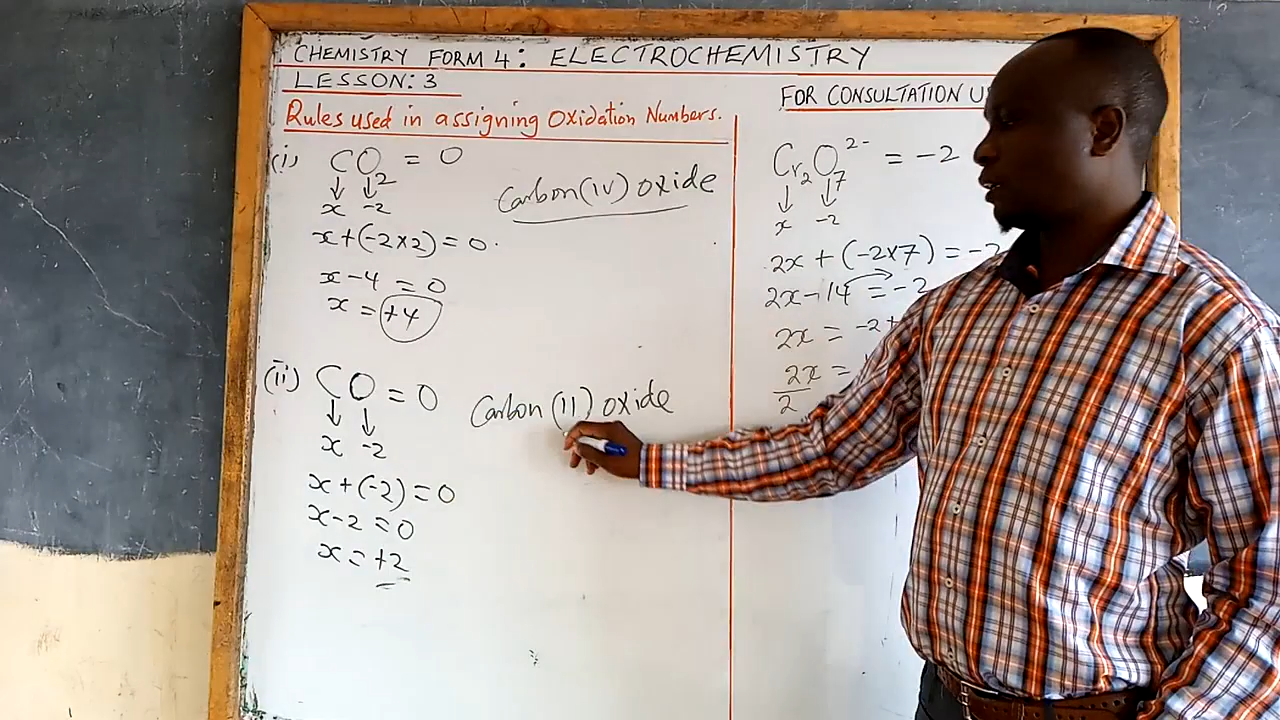 CHEMISTRY FORM 4: ELECTROCHEMISTRY
LESSON: 3
Rules used in assigning Oxidation Numbers.
(i) CO₂ = 0
x -2
Carbon(IV) oxide
x+(-2x2) = 0.
x-4 = 0
x = +4
(ii) CO = 0
x -2
Carbon (II) oxide
x+(-2) = 0
x-2 = 0
x = +2
FOR CONSULTATION
Cr₂O₇²⁻ = -2
x -2
2x + (-2x7) = -2
2x-14 = -2
2x = -2+
2x =
2